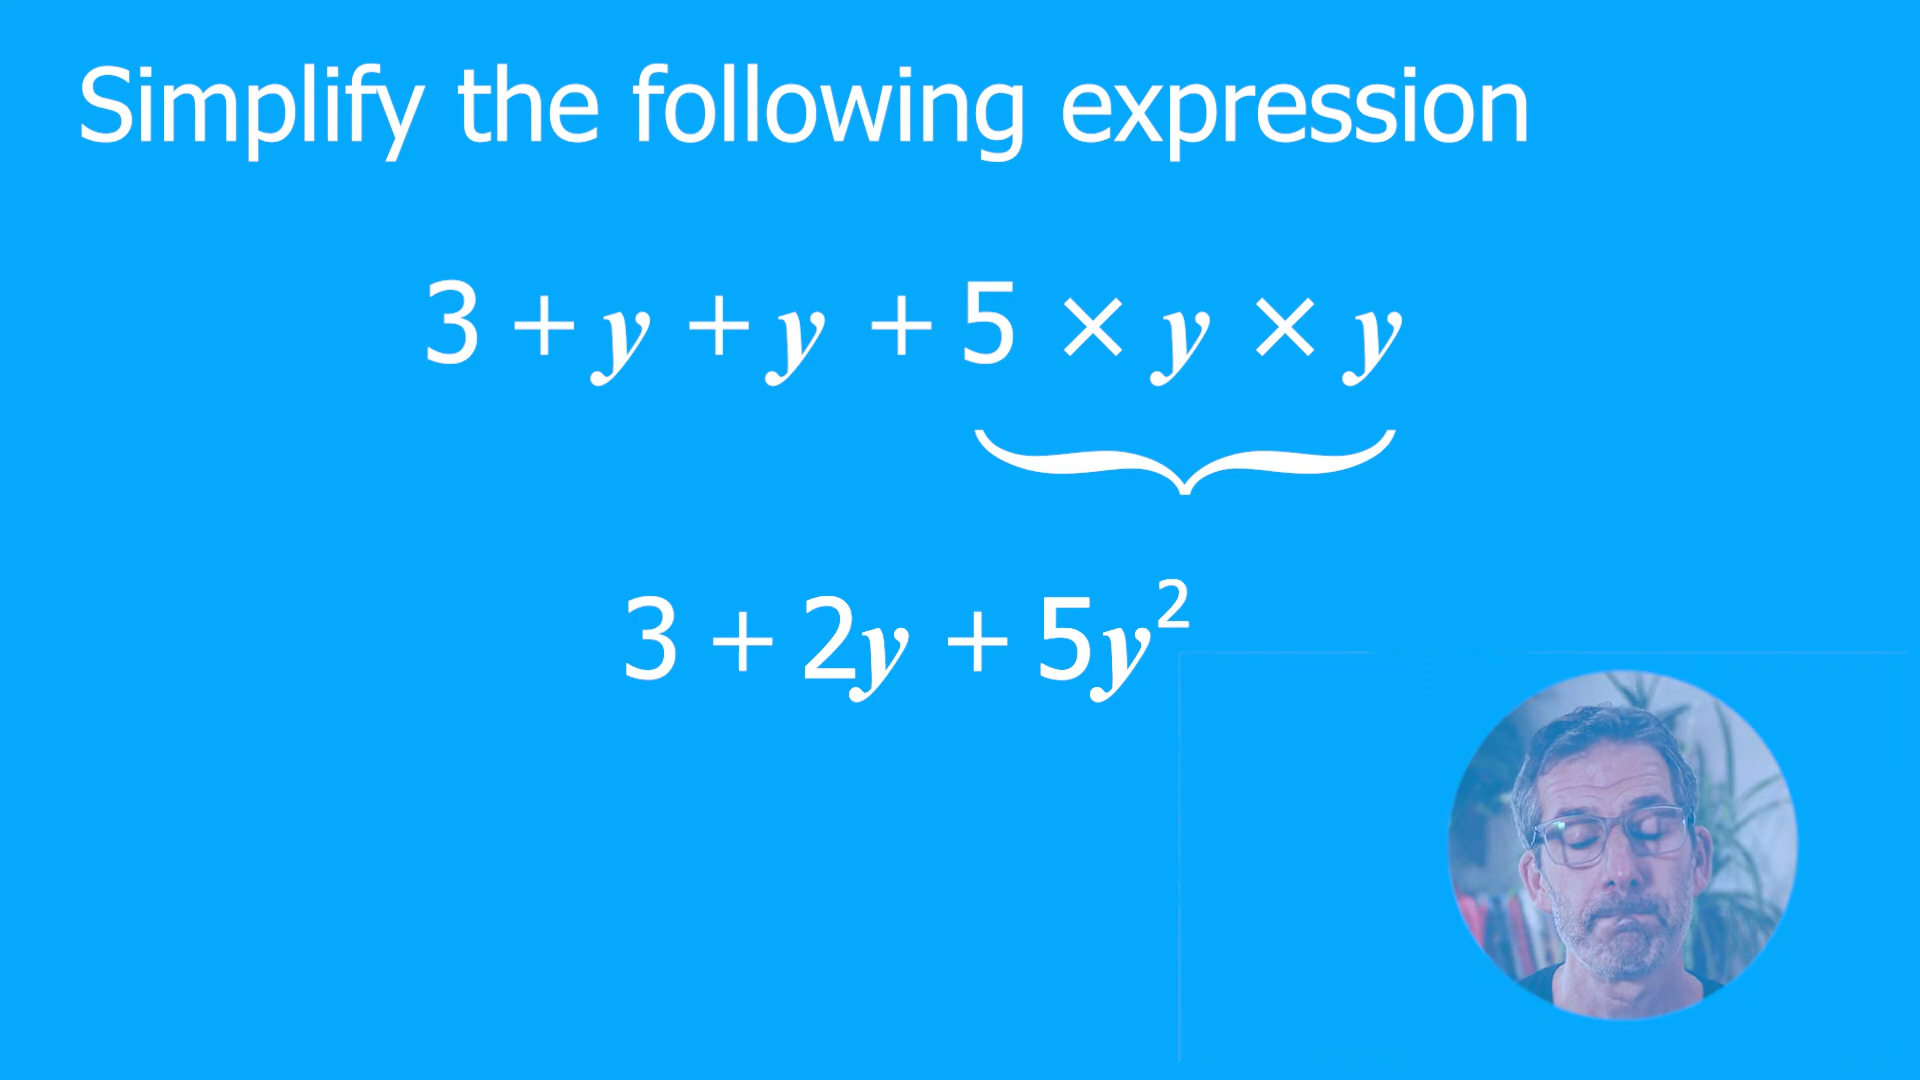 Simplify the following expression
3 + y + y + 5 × y × y
3 + 2y + 5y²